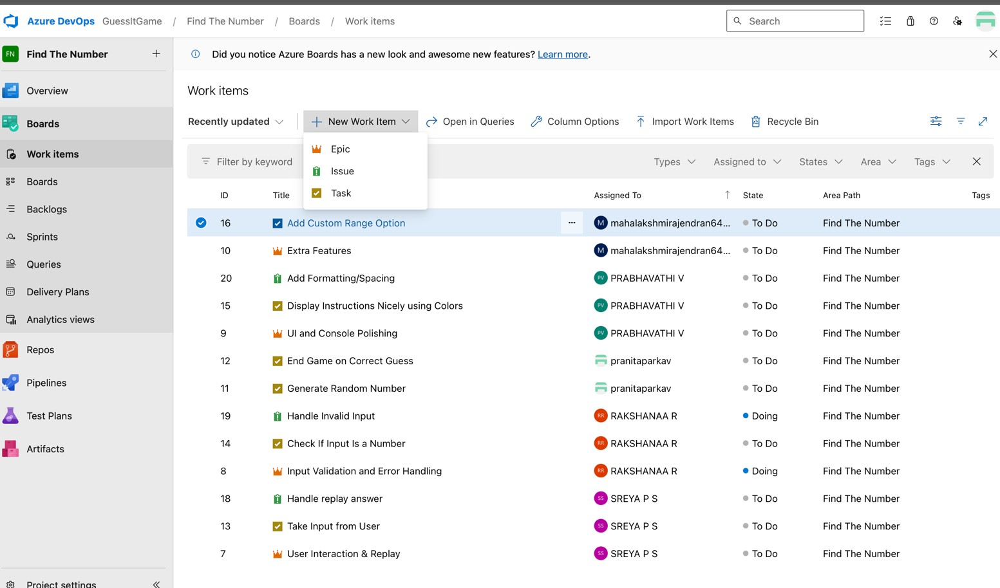 Azure DevOps GuessItGame / Find The Number / Boards / Work items Search
FN Find The Number +
Did you notice Azure Boards has a new look and awesome new features? Learn more.
Overview
Boards
Work items
Boards
Backlogs
Sprints
Queries
Delivery Plans
Analytics views
Repos
Pipelines
Test Plans
Artifacts
Project settings
Work items
Recently updated New Work Item Open in Queries Column Options Import Work Items Recycle Bin
Epic
Issue
Task
Filter by keyword Types Assigned to States Area Tags
ID Title Assigned To State Area Path Tags
16 Add Custom Range Option ... M mahalakshmirajendran64... To Do Find The Number
10 Extra Features M mahalakshmirajendran64... To Do Find The Number
20 Add Formatting/Spacing PV PRABHAVATHI V To Do Find The Number
15 Display Instructions Nicely using Colors PV PRABHAVATHI V To Do Find The Number
9 UI and Console Polishing PV PRABHAVATHI V To Do Find The Number
12 End Game on Correct Guess pranitaparkav To Do Find The Number
11 Generate Random Number pranitaparkav To Do Find The Number
19 Handle Invalid Input RR RAKSHANAA R Doing Find The Number
14 Check If Input Is a Number RR RAKSHANAA R To Do Find The Number
8 Input Validation and Error Handling RR RAKSHANAA R Doing Find The Number
18 Handle replay answer SS SREYA P S To Do Find The Number
13 Take Input from User SS SREYA P S To Do Find The Number
7 User Interaction & Replay SS SREYA P S To Do Find The Number